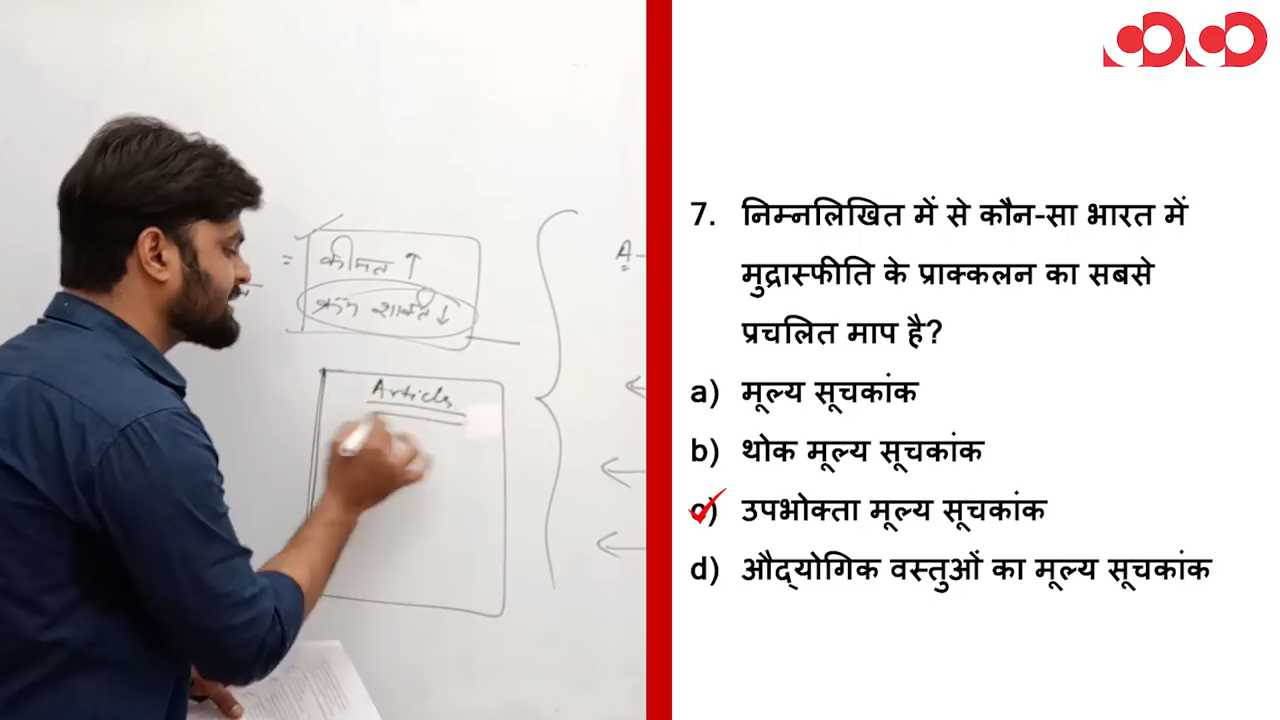 = कीमत ↑
क्रय शक्ति ↓
Articles
A-
7. निम्नलिखित में से कौन-सा भारत में
मुद्रास्फीति के प्राक्कलन का सबसे
प्रचलित माप है?
a) मूल्य सूचकांक
b) थोक मूल्य सूचकांक
c) उपभोक्ता मूल्य सूचकांक
d) औद्योगिक वस्तुओं का मूल्य सूचकांक